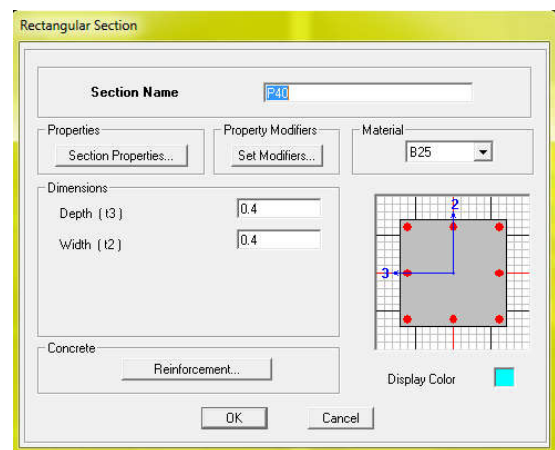 Rectangular Section
Section Name P40
Properties
Section Properties...
Property Modifiers
Set Modifiers...
Material
B25
Dimensions
Depth ( t3 ) 0.4
Width ( t2 ) 0.4
2
3
Concrete
Reinforcement...
Display Color
OK
Cancel